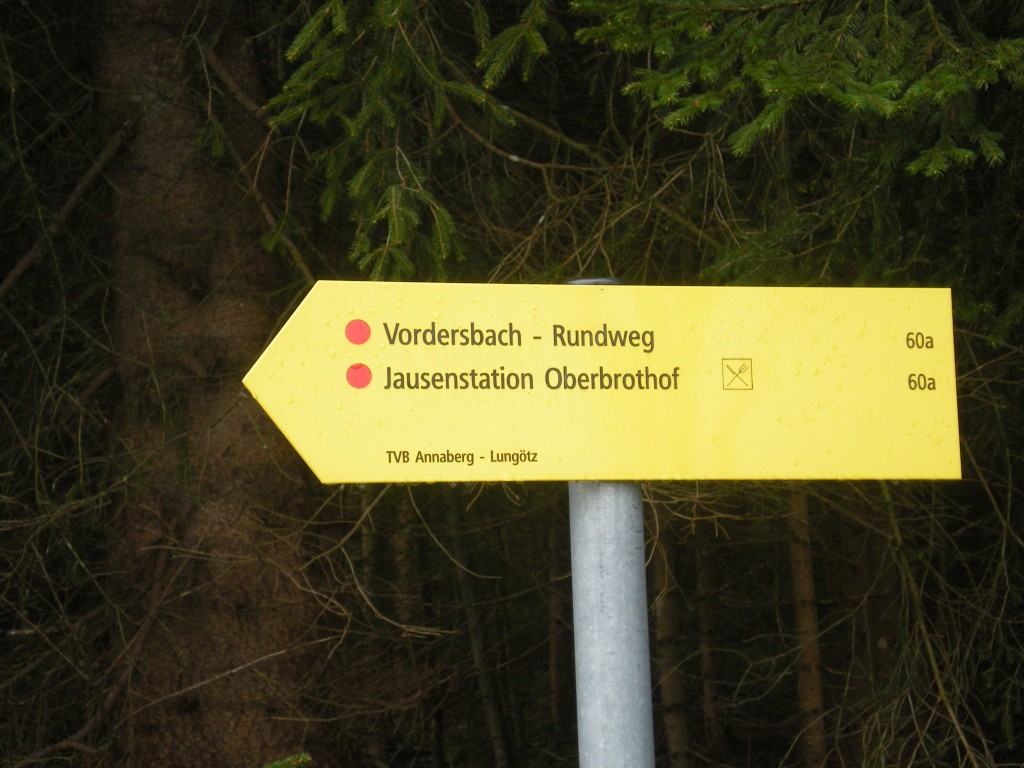 Vordersbach - Rundweg 60a
Jausenstation Oberbrothof 60a
TVB Annaberg - Lungötz